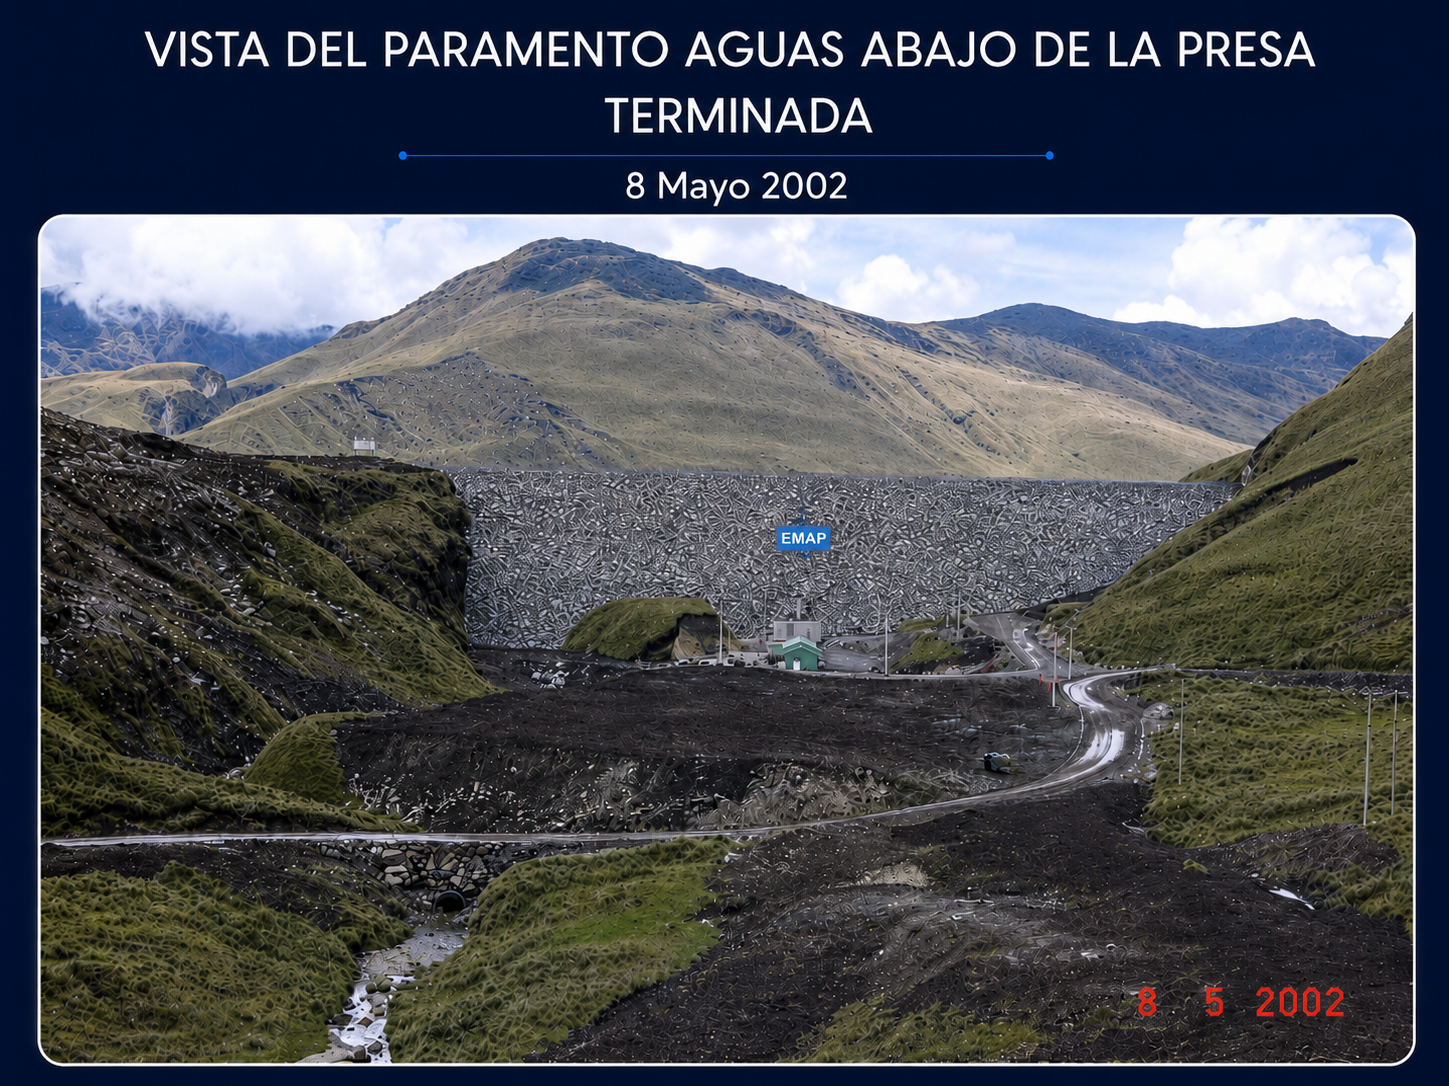 VISTA DEL PARAMENTO AGUAS ABAJO DE LA PRESA
TERMINADA
8 Mayo 2002
EMAP
8 5 2002